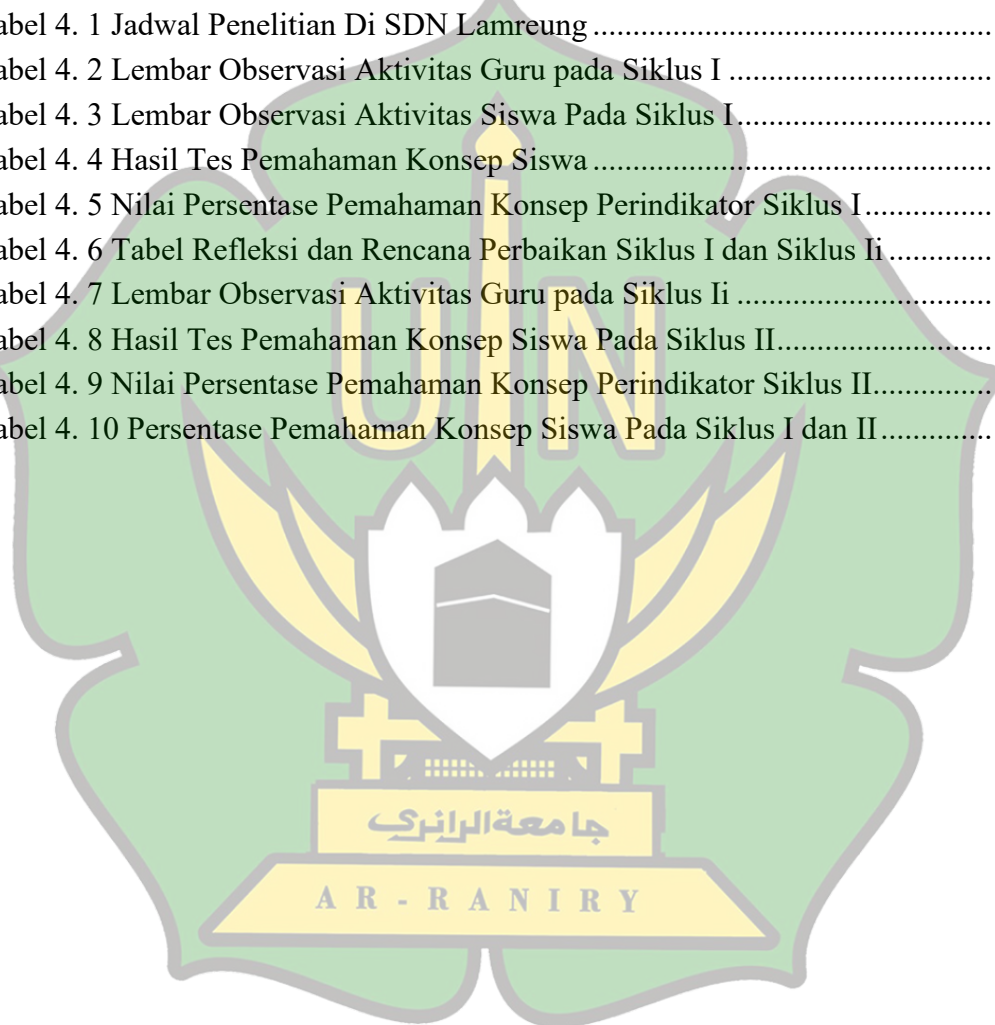 abel 4. 1 Jadwal Penelitian Di SDN Lamreung ..................................................
abel 4. 2 Lembar Observasi Aktivitas Guru pada Siklus I .................................
abel 4. 3 Lembar Observasi Aktivitas Siswa Pada Siklus I................................
abel 4. 4 Hasil Tes Pemahaman Konsep Siswa ..................................................
abel 4. 5 Nilai Persentase Pemahaman Konsep Perindikator Siklus I................
abel 4. 6 Tabel Refleksi dan Rencana Perbaikan Siklus I dan Siklus Ii .............
abel 4. 7 Lembar Observasi Aktivitas Guru pada Siklus Ii ................................
abel 4. 8 Hasil Tes Pemahaman Konsep Siswa Pada Siklus II...........................
abel 4. 9 Nilai Persentase Pemahaman Konsep Perindikator Siklus II...............
abel 4. 10 Persentase Pemahaman Konsep Siswa Pada Siklus I dan II ..............
UIN
جامعة الرانري
AR-RANIRY